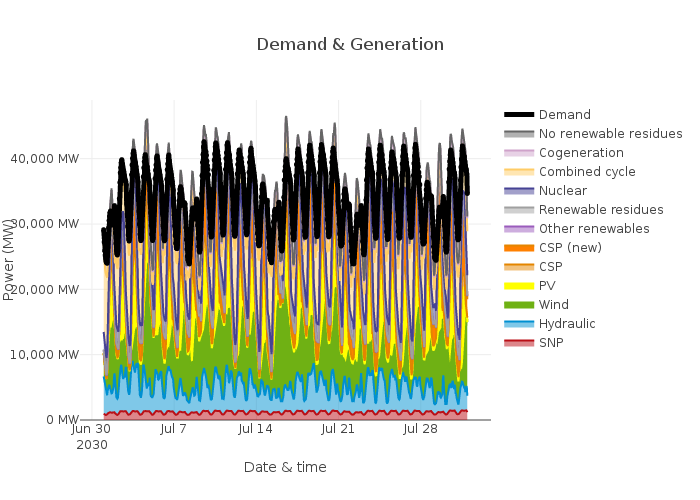 Demand & Generation
Demand
No renewable residues
Cogeneration
Combined cycle
Nuclear
Renewable residues
Other renewables
CSP (new)
CSP
PV
Wind
Hydraulic
SNP
Power (MW)
40,000 MW
30,000 MW
20,000 MW
10,000 MW
0 MW
Jun 30
2030
Jul 7
Jul 14
Jul 21
Jul 28
Date & time